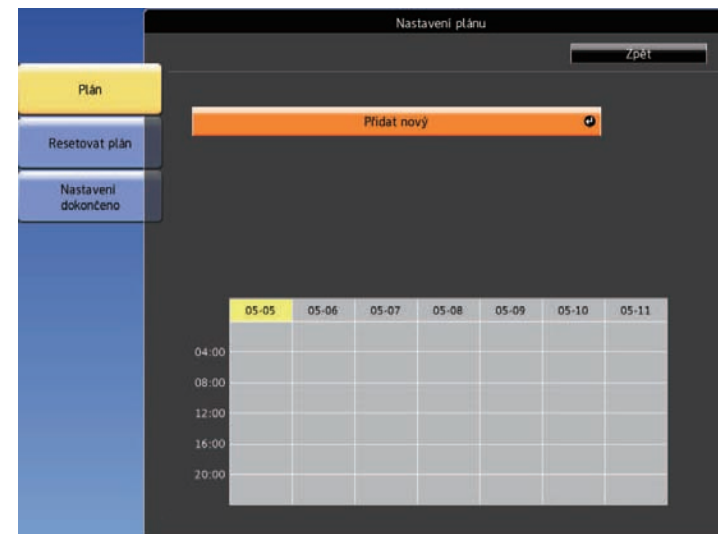 Nastavení plánu
Zpět
Plán
Přidat nový
Resetovat plán
Nastavení
dokončeno
05-05 05-06 05-07 05-08 05-09 05-10 05-11
04:00
08:00
12:00
16:00
20:00